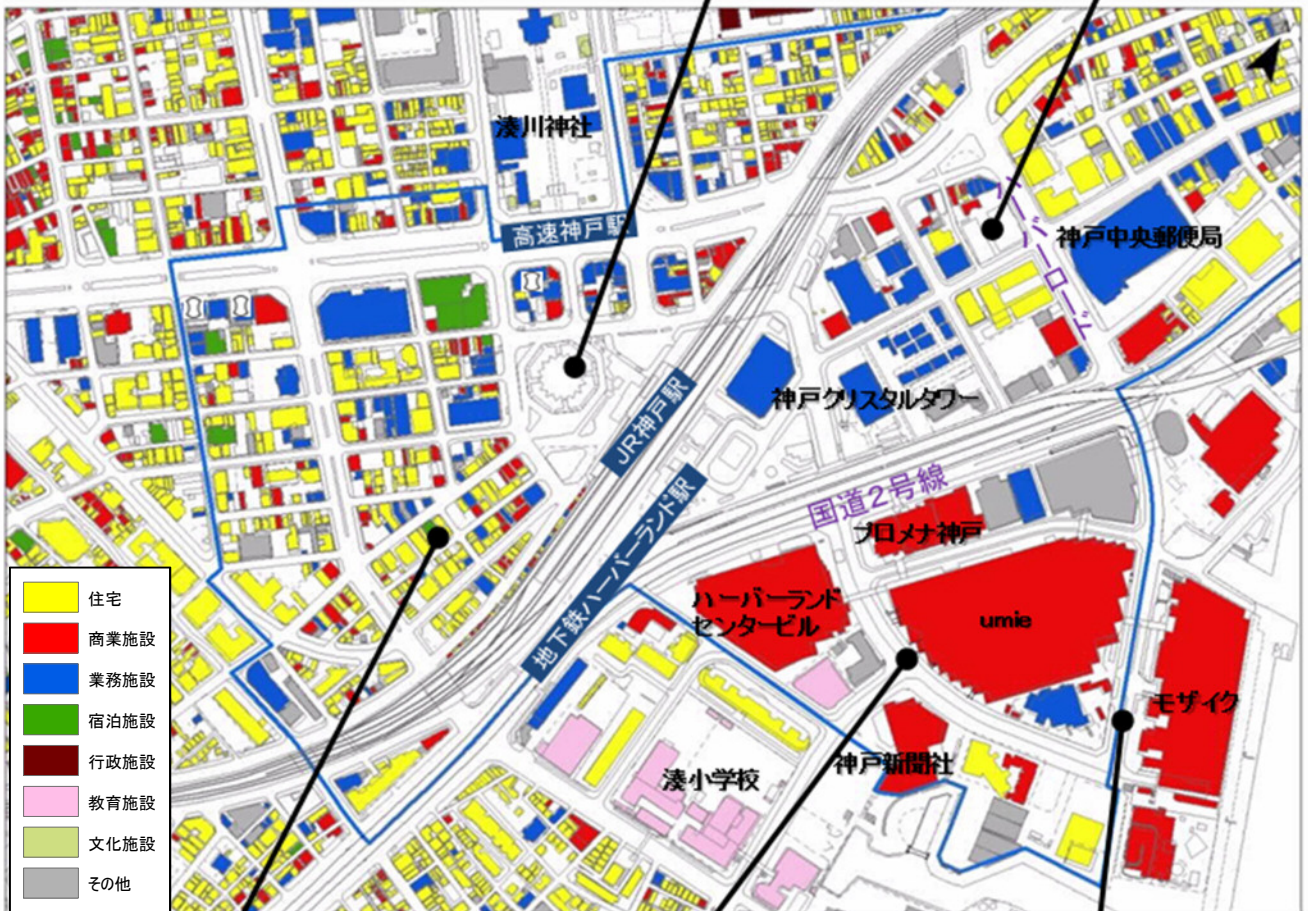 湊川神社
高速神戸駅
ハーバーロード
神戸中央郵便局
JR神戸駅
神戸クリスタルタワー
地下鉄ハーバーランド駅
国道2号線
プロメナ神戸
ハーバーランド
センタービル
umie
モザイク
神戸新聞社
湊小学校
住宅
商業施設
業務施設
宿泊施設
行政施設
教育施設
文化施設
その他